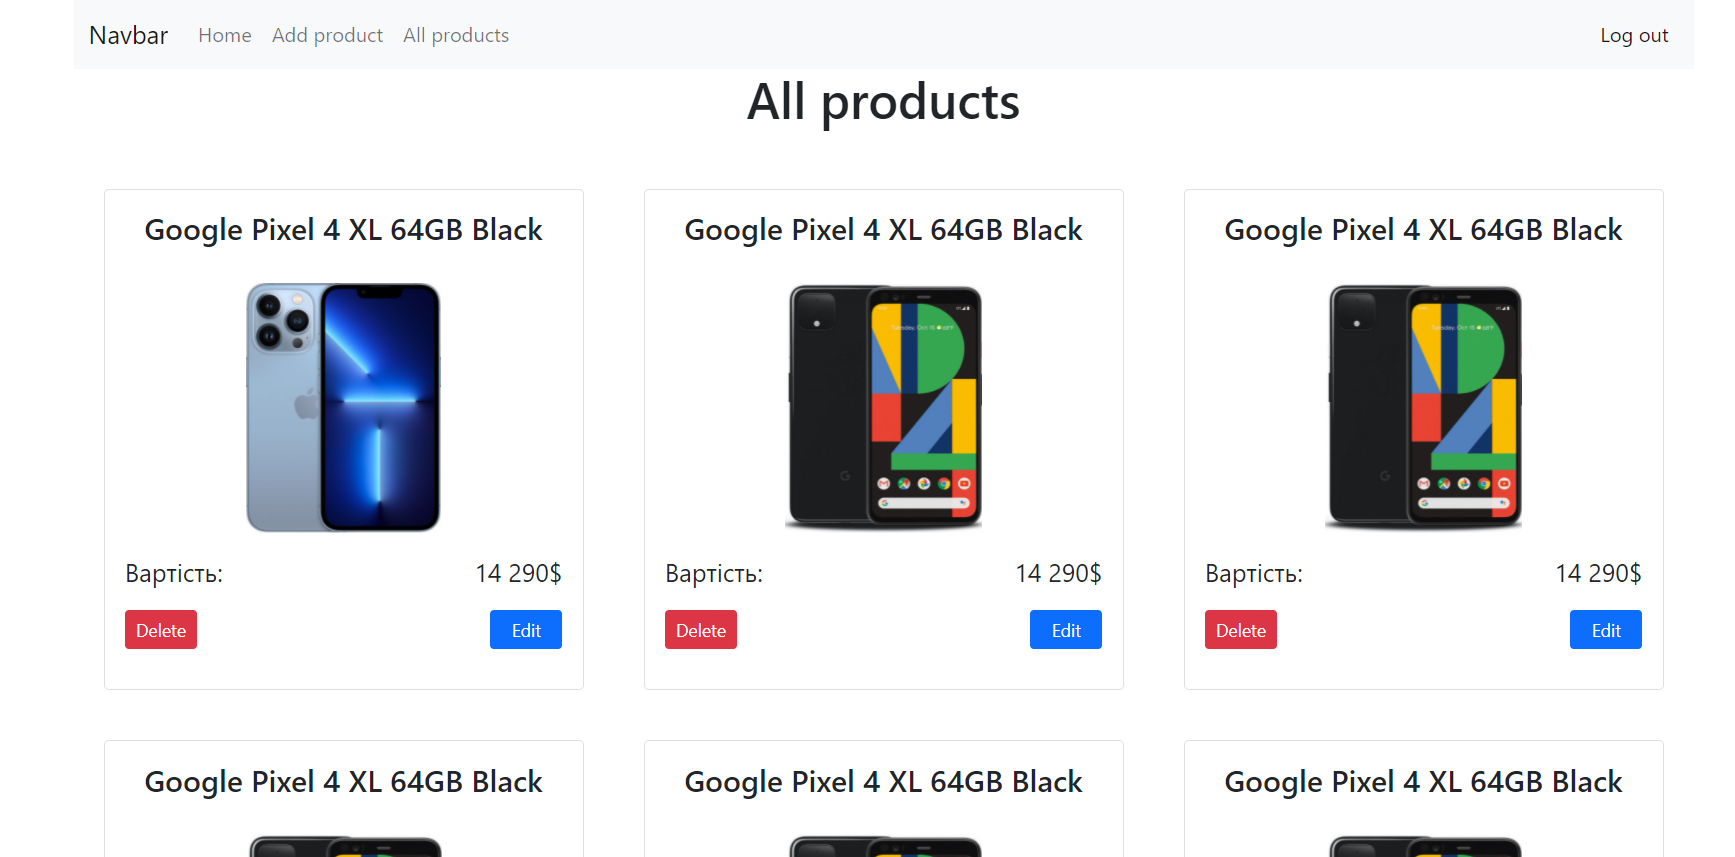 Navbar Home Add product All products Log out
All products
Google Pixel 4 XL 64GB Black Google Pixel 4 XL 64GB Black Google Pixel 4 XL 64GB Black
Вартість: 14 290$ Вартість: 14 290$ Вартість: 14 290$
Delete Edit Delete Edit Delete Edit
Google Pixel 4 XL 64GB Black Google Pixel 4 XL 64GB Black Google Pixel 4 XL 64GB Black